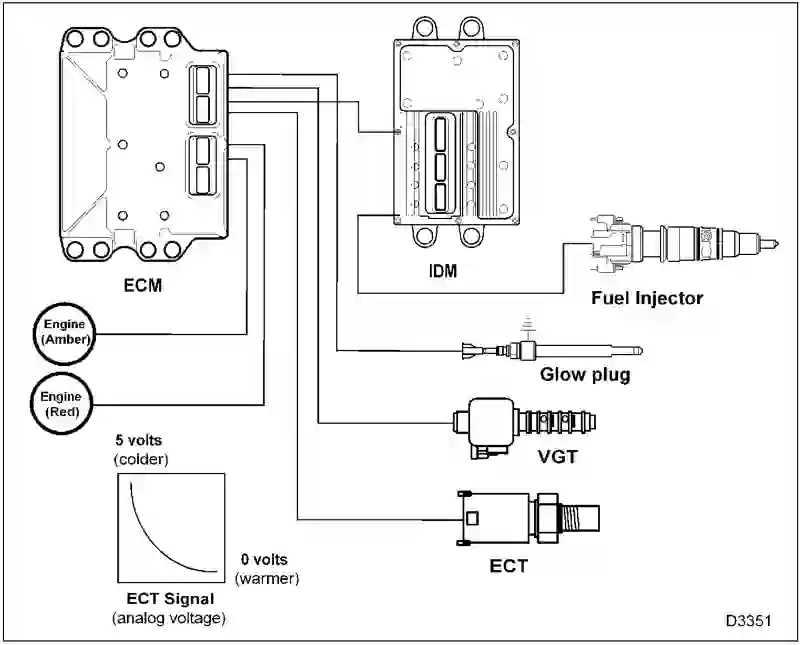 ECM
IDM
Fuel Injector
Engine
(Amber)
Glow plug
Engine
(Red)
VGT
5 volts
(colder)
0 volts
(warmer)
ECT
ECT Signal
(analog voltage)
D3351